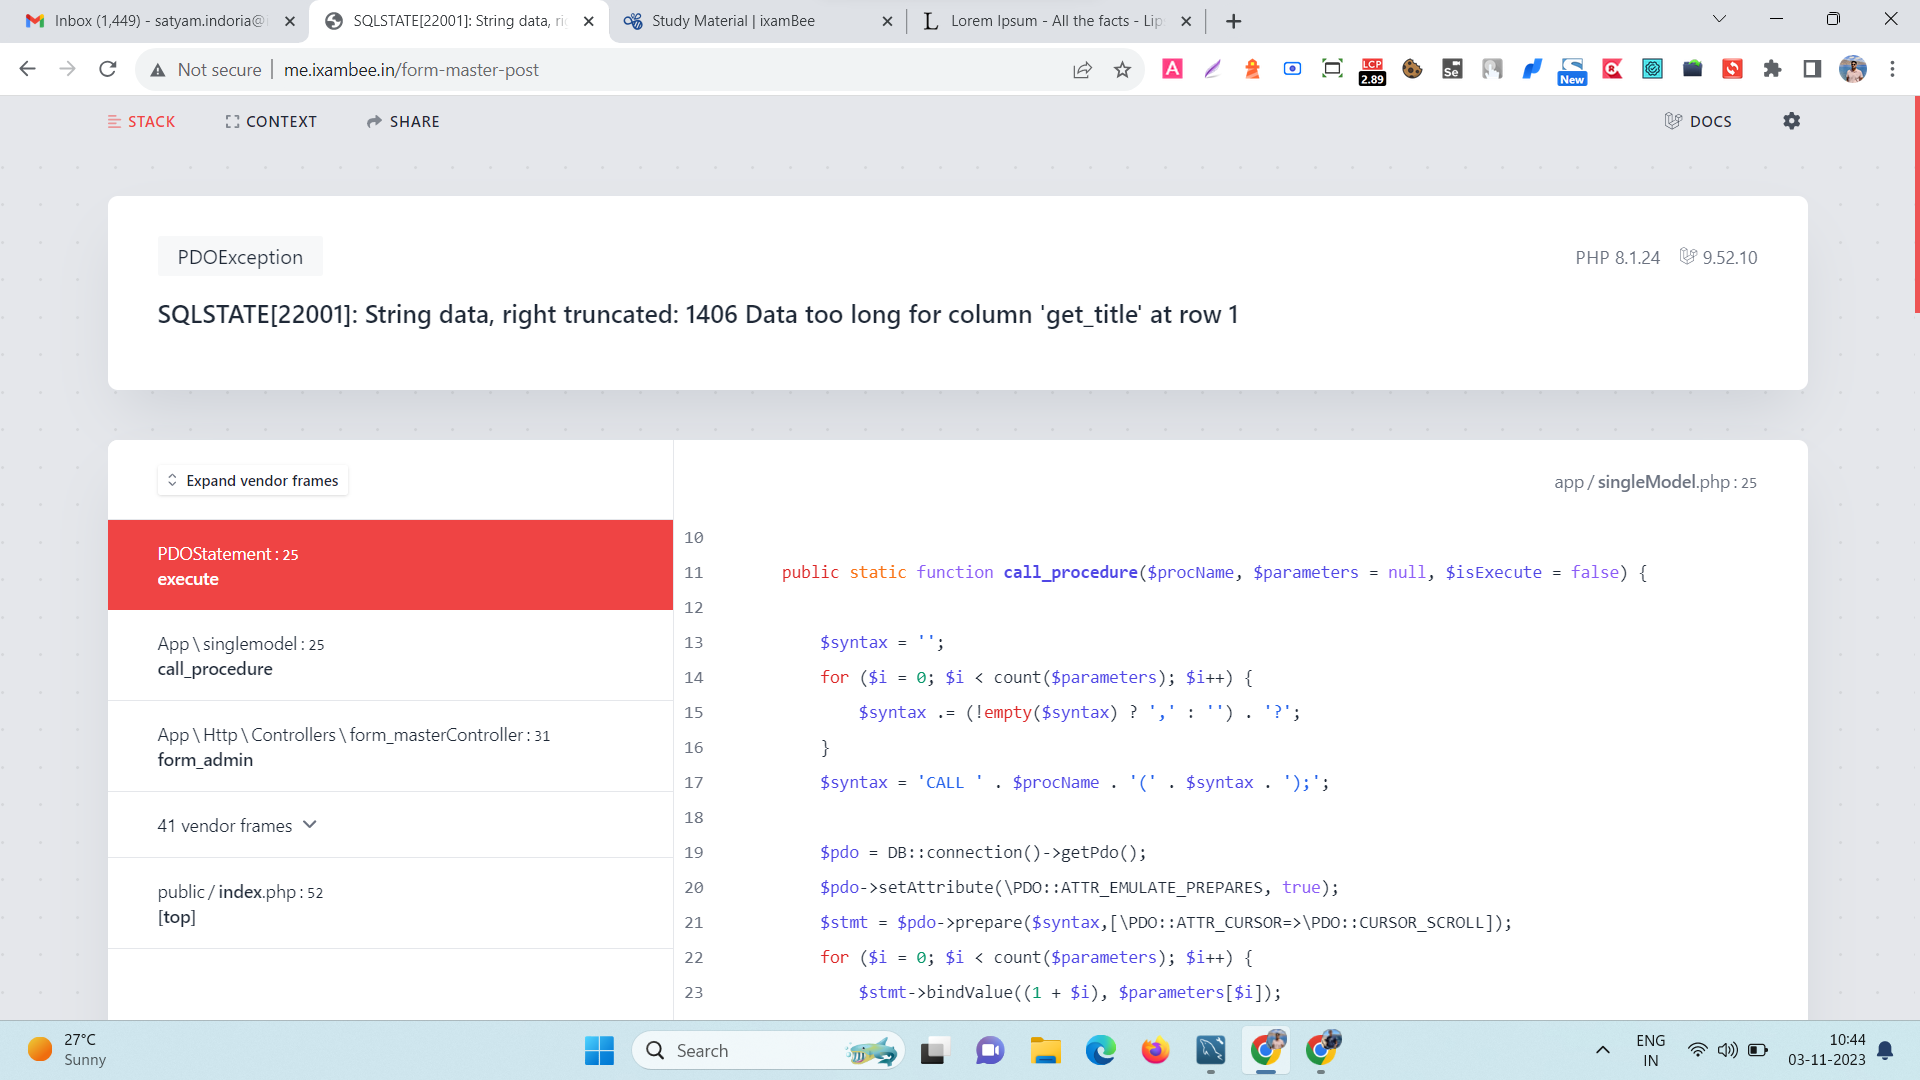 Inbox (1,449) - satyam.indoria@i
SQLSTATE[22001]: String data, ri
Study Material | ixamBee
L
Lorem Ipsum - All the facts - Lip
Not secure
me.ixambee.in/form-master-post
A
LCP
2.89
Se
New
STACK
CONTEXT
SHARE
DOCS
PDOException
PHP 8.1.24
9.52.10
SQLSTATE[22001]: String data, right truncated: 1406 Data too long for column 'get_title' at row 1
Expand vendor frames
app / singleModel.php : 25
PDOStatement : 25
execute
App \ singlemodel : 25
call_procedure
App \ Http \ Controllers \ form_masterController : 31
form_admin
41 vendor frames
public / index.php : 52
[top]
10
11 public static function call_procedure($procName, $parameters = null, $isExecute = false) {
12
13 $syntax = '';
14 for ($i = 0; $i < count($parameters); $i++) {
15 $syntax .= (!empty($syntax) ? ',' : '') . '?';
16 }
17 $syntax = 'CALL ' . $procName . '(' . $syntax . ');';
18
19 $pdo = DB::connection()->getPdo();
20 $pdo->setAttribute(\PDO::ATTR_EMULATE_PREPARES, true);
21 $stmt = $pdo->prepare($syntax,[\PDO::ATTR_CURSOR=>\PDO::CURSOR_SCROLL]);
22 for ($i = 0; $i < count($parameters); $i++) {
23 $stmt->bindValue((1 + $i), $parameters[$i]);
27°C
Sunny
Search
ENG
IN
10:44
03-11-2023